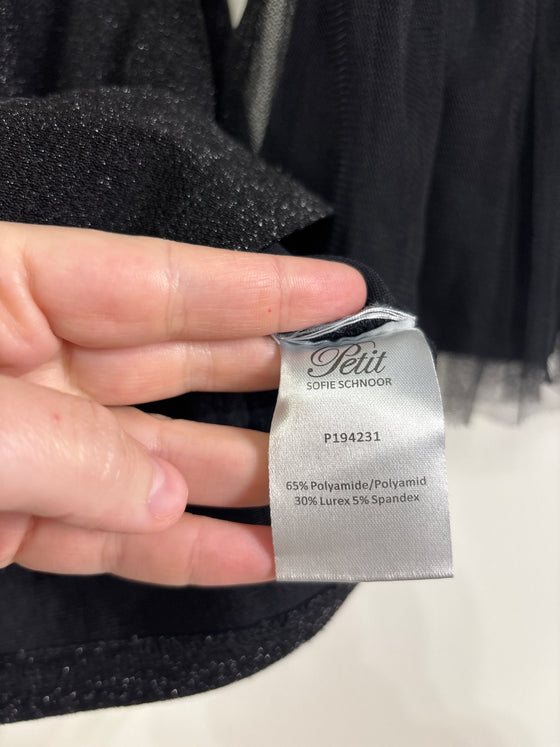 Petit
SOFIE SCHNOOR
P194231
65% Polyamide/Polyamid
30% Lurex 5% Spandex